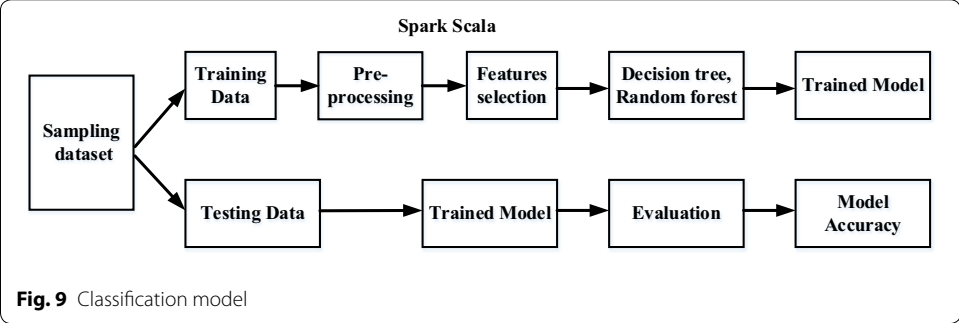 Spark Scala
Sampling
dataset
Training
Data
Pre-
processing
Features
selection
Decision tree,
Random forest
Trained Model
Testing Data
Trained Model
Evaluation
Model
Accuracy
Fig. 9 Classification model